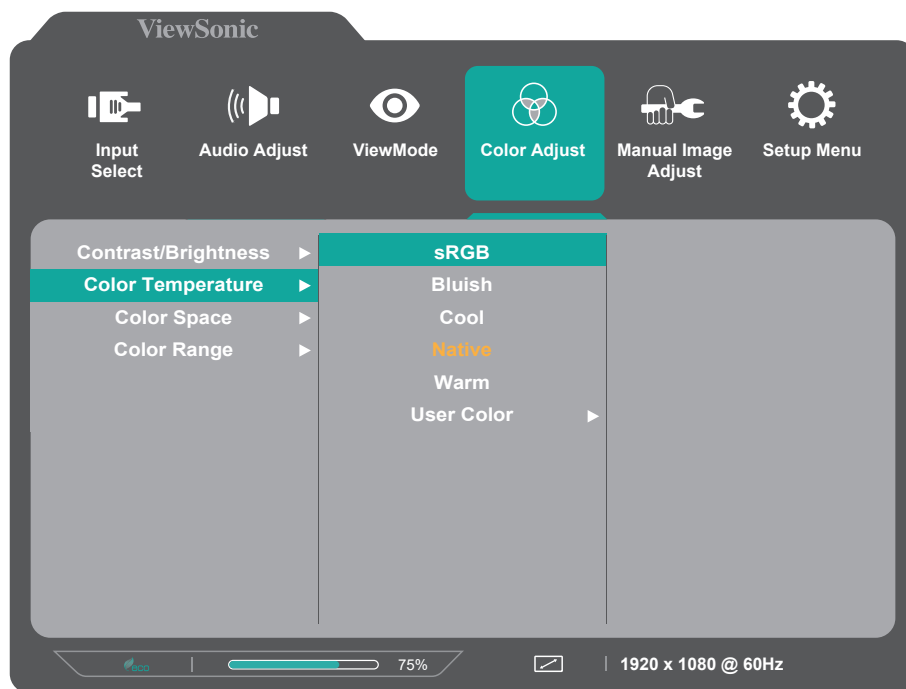 ViewSonic
Input Select
Audio Adjust
ViewMode
Color Adjust
Manual Image Adjust
Setup Menu
Contrast/Brightness
Color Temperature
Color Space
Color Range
sRGB
Bluish
Cool
Native
Warm
User Color
ECO
75%
1920 x 1080 @ 60Hz